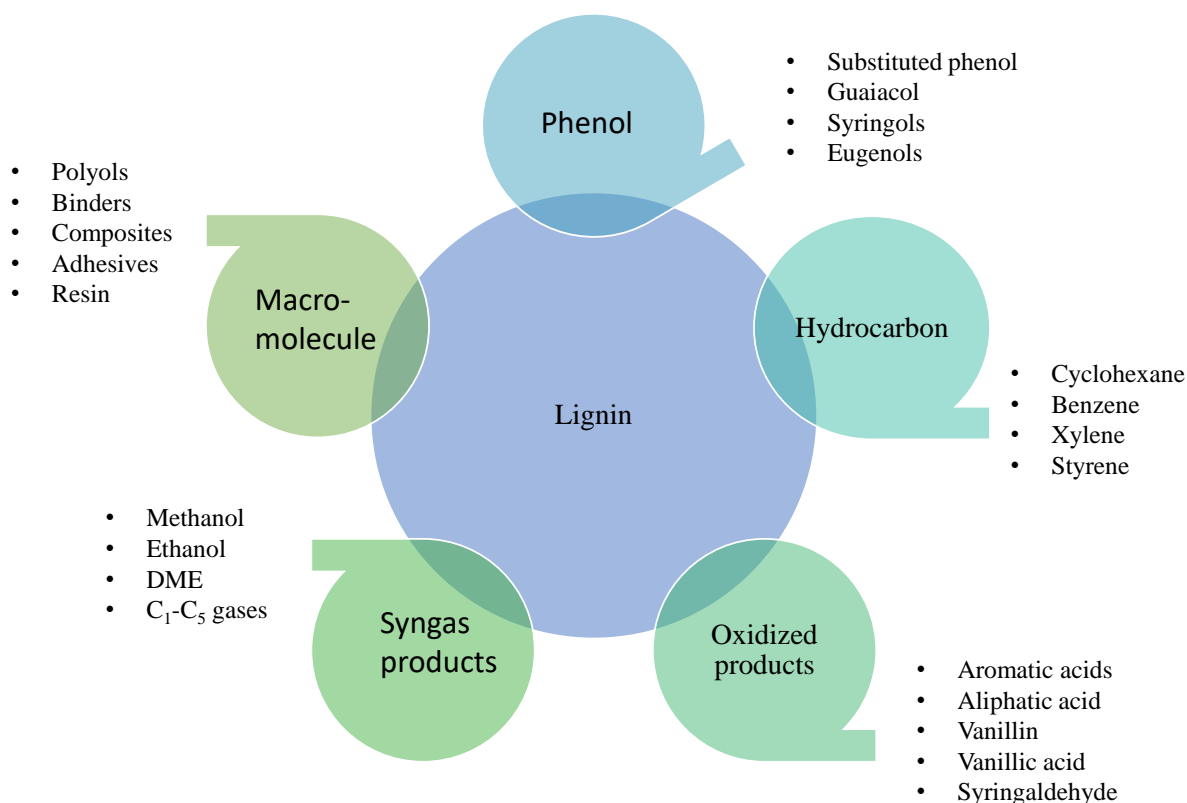 Phenol
• Substituted phenol
• Guaiacol
• Syringols
• Eugenols
• Polyols
• Binders
• Composites
• Adhesives
• Resin
Macro-
molecule
Hydrocarbon
• Cyclohexane
• Benzene
• Xylene
• Styrene
Lignin
• Methanol
• Ethanol
• DME
• C₁-C₅ gases
Syngas
products
Oxidized
products
• Aromatic acids
• Aliphatic acid
• Vanillin
• Vanillic acid
• Syringaldehyde